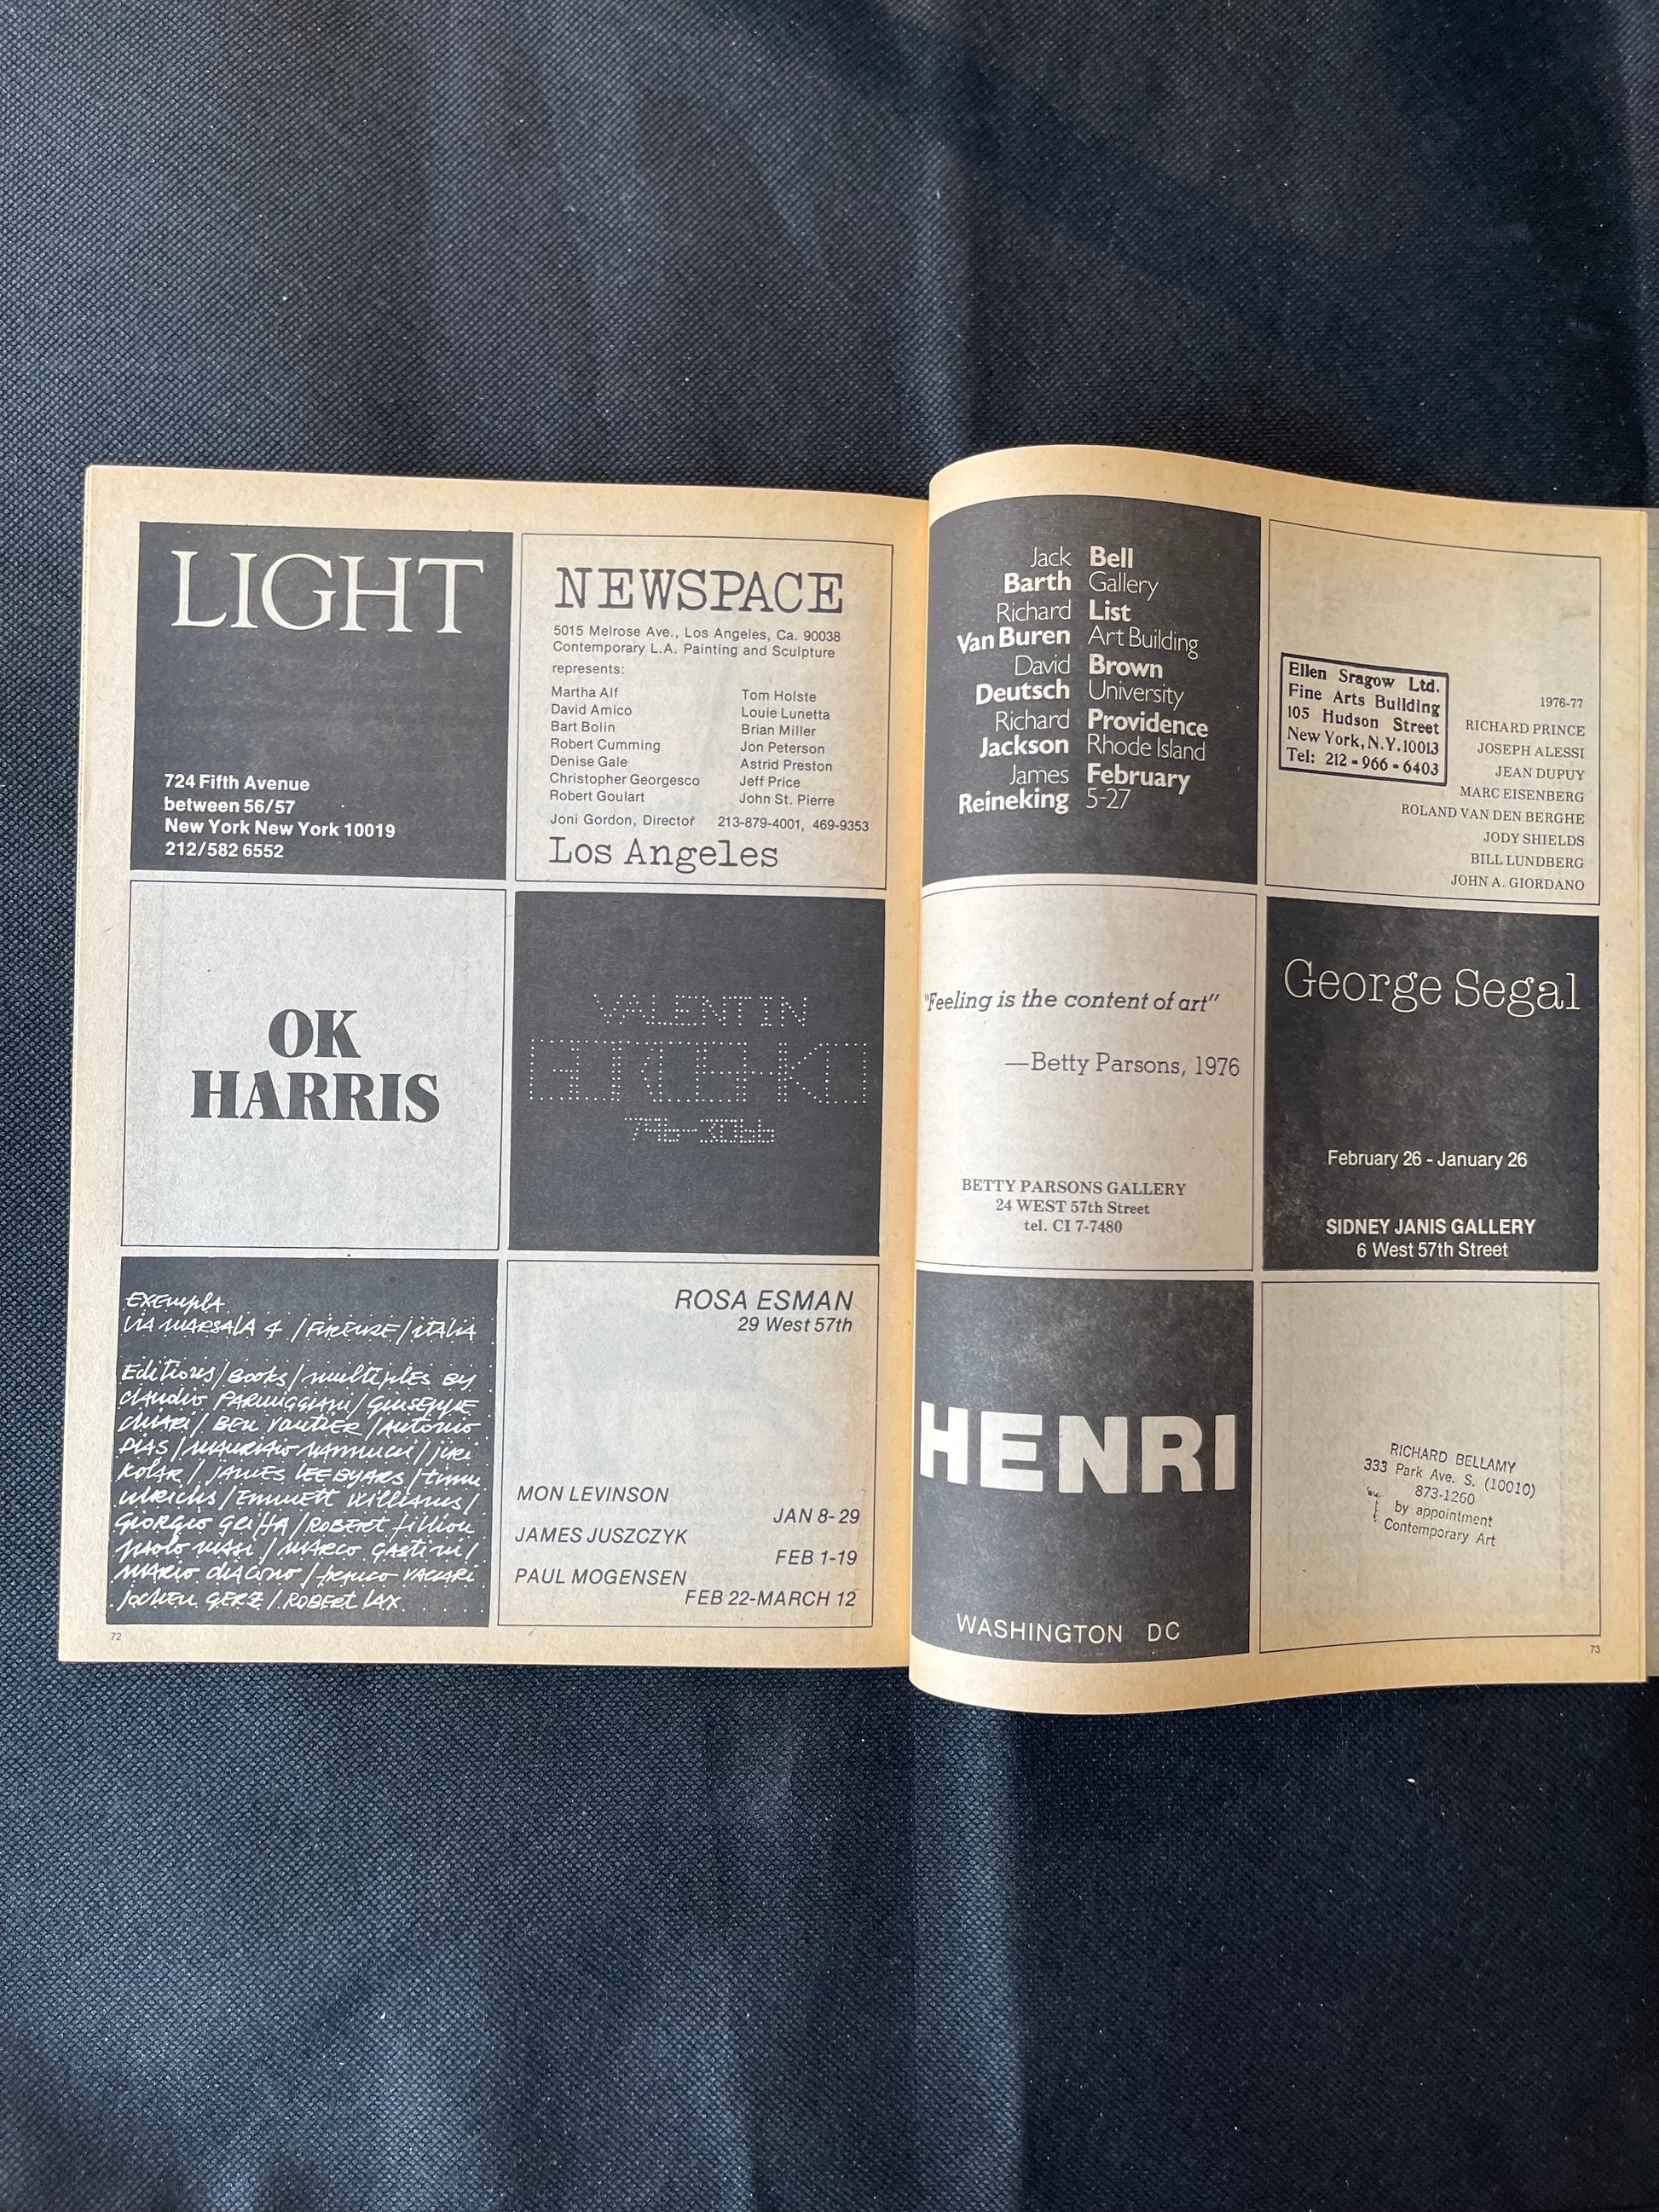 LIGHT
724 Fifth Avenue
between 56/57
New York New York 10019
212/582 6552
NEWSPACE
5015 Melrose Ave., Los Angeles, Ca. 90038
Contemporary L.A. Painting and Sculpture
represents:
Martha Alf Tom Holste
David Amico Louie Lunetta
Bart Bolin Brian Miller
Robert Cumming Jon Peterson
Denise Gale Astrid Preston
Christopher Georgesco Jeff Price
Robert Goulart John St. Pierre
Joni Gordon, Director 213-879-4001, 469-9353
Los Angeles
OK
HARRIS
VALENTIN
796-3066
EXEMPLA
VIA MARSALA 4 /FIRENZE/ITALIA
Editions/Books/multiples BY
claudio PARMIGGIANI/GIUSEPPE
CHIARI/BEN VAUTIER/ANTONIO
DIAS/MAURIZIO NANNUCCI/JIRI
KOLAR/JAMES LEE BYARS/timm
ULRICHS/EMMETT WILLIAMS/
GIORGIO GRIFFA/ROBERT filliou
PAOLO MASI/MARCO GASTINI/
MARIO DIACONO/FRANCO VACCARI
JOCHEN GERZ/ROBERT LAX.
ROSA ESMAN
29 West 57th
MON LEVINSON
JAN 8-29
JAMES JUSZCZYK
FEB 1-19
PAUL MOGENSEN
FEB 22-MARCH 12
72
Jack Bell
Barth Gallery
Richard List
Van Buren Art Building
David Brown
Deutsch University
Richard Providence
Jackson Rhode Island
James February
Reineking 5-27
Ellen Sragow Ltd.
Fine Arts Building
105 Hudson Street
New York, N.Y. 10013
Tel: 212-966-6403
1976-77
RICHARD PRINCE
JOSEPH ALESSI
JEAN DUPUY
MARC EISENBERG
ROLAND VAN DEN BERGHE
JODY SHIELDS
BILL LUNDBERG
JOHN A. GIORDANO
"Feeling is the content of art"
—Betty Parsons, 1976
BETTY PARSONS GALLERY
24 WEST 57th Street
tel. CI 7-7480
George Segal
February 26 - January 26
SIDNEY JANIS GALLERY
6 West 57th Street
HENRI
WASHINGTON DC
RICHARD BELLAMY
333 Park Ave. S. (10010)
873-1260
by appointment
Contemporary Art
73